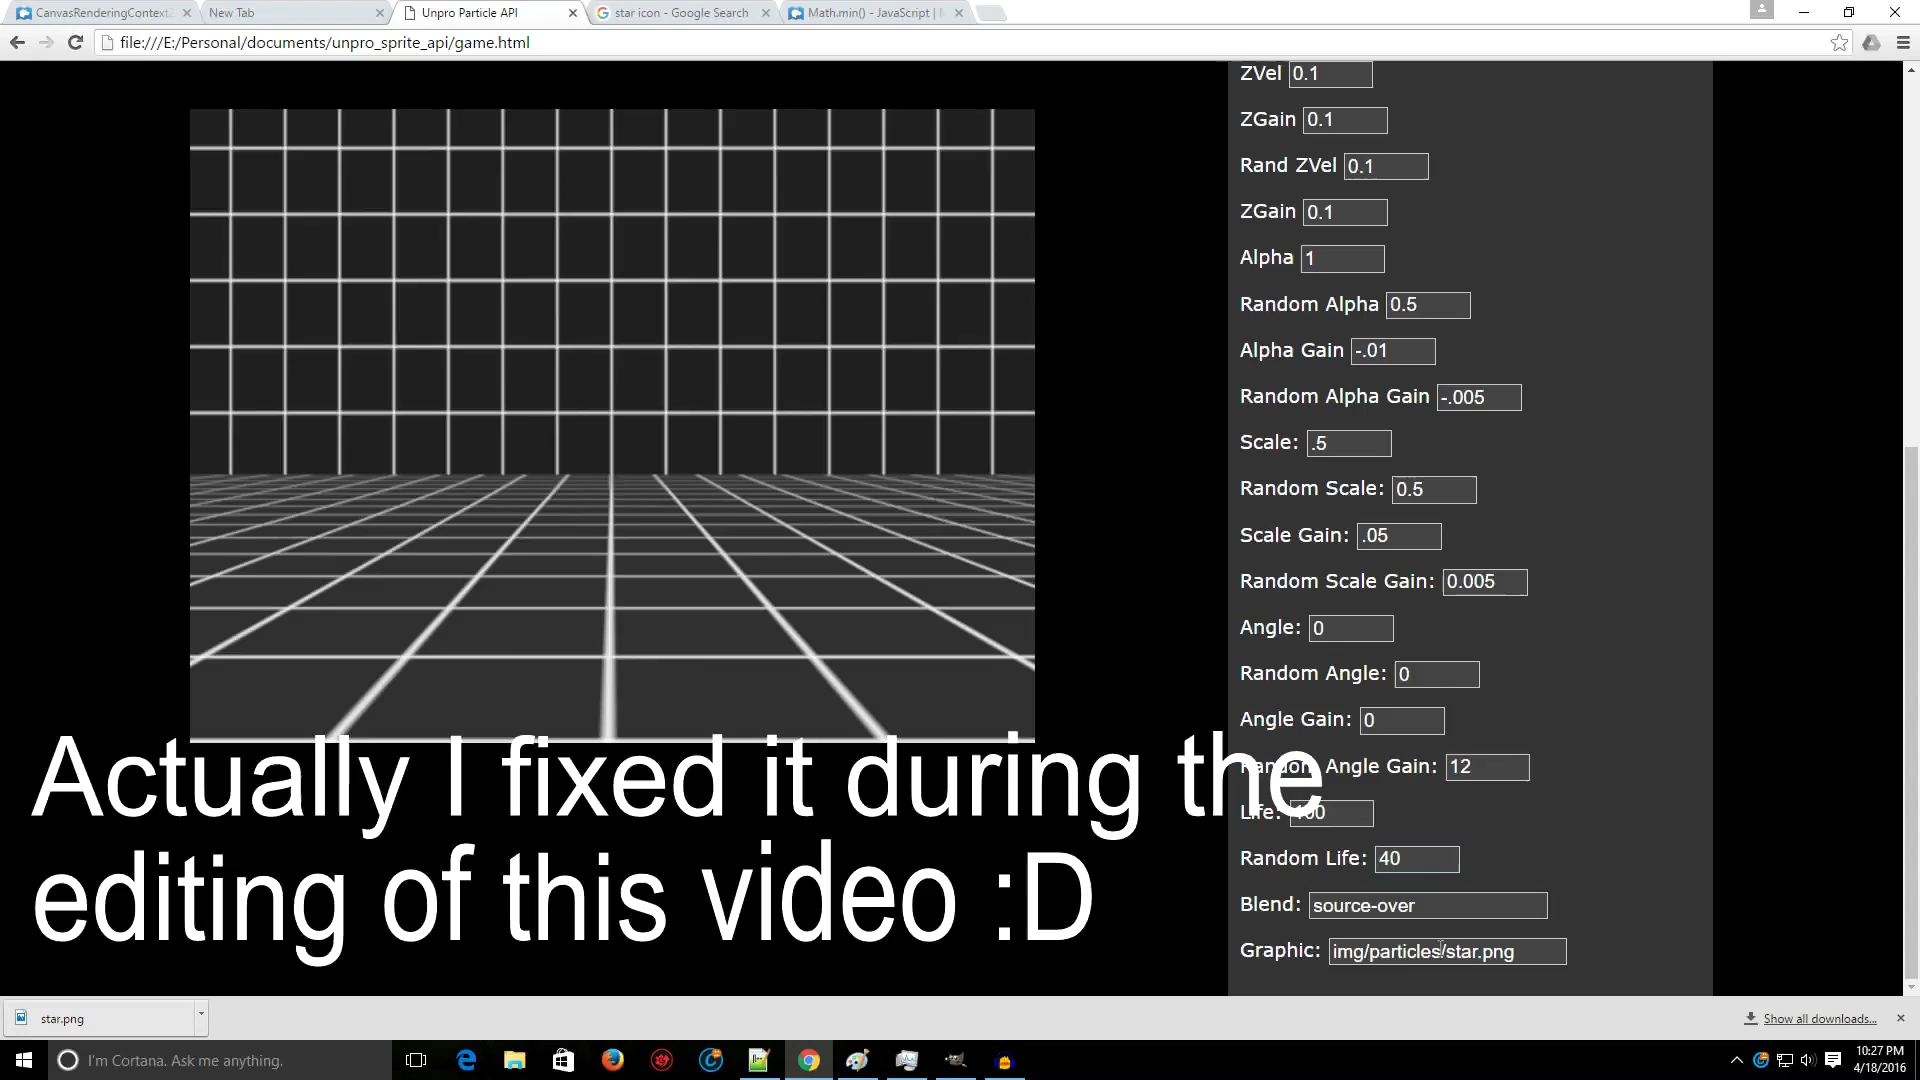 CanvasRenderingContext2
New Tab
Unpro Particle API
star icon - Google Search
Math.min() - JavaScript |
file:///E:/Personal/documents/unpro_sprite_api/game.html
ZVel 0.1
ZGain 0.1
Rand ZVel 0.1
ZGain 0.1
Alpha 1
Random Alpha 0.5
Alpha Gain -.01
Random Alpha Gain -.005
Scale: .5
Random Scale: 0.5
Scale Gain: .05
Random Scale Gain: 0.005
Angle: 0
Random Angle: 0
Angle Gain: 0
Random Angle Gain: 12
Life:
Random Life: 40
Blend: source-over
Graphic: img/particles/star.png
Actually I fixed it during the
editing of this video :D
star.png
Show all downloads...
I'm Cortana. Ask me anything.
10:27 PM
4/18/2016